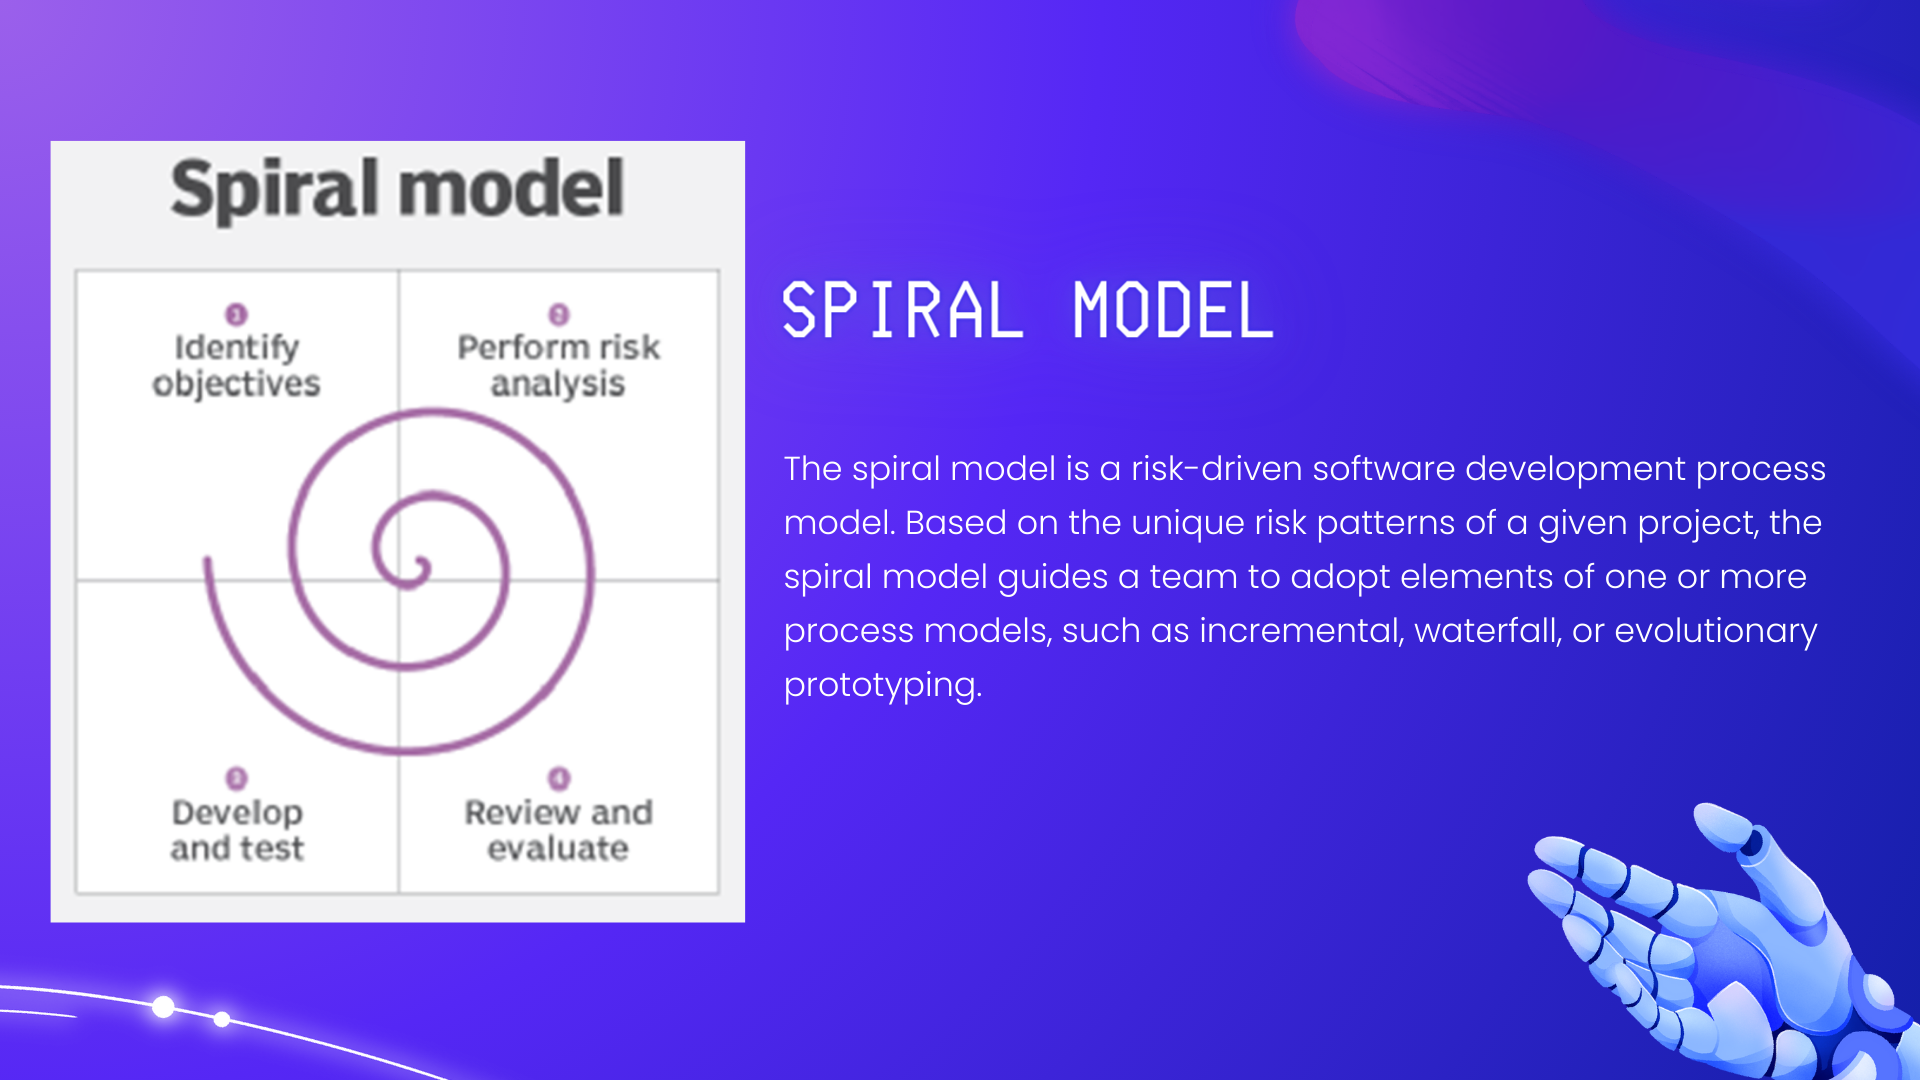 Spiral model
1
Identify
objectives
2
Perform risk
analysis
3
Develop
and test
4
Review and
evaluate
SPIRAL MODEL
The spiral model is a risk-driven software development process
model. Based on the unique risk patterns of a given project, the
spiral model guides a team to adopt elements of one or more
process models, such as incremental, waterfall, or evolutionary
prototyping.